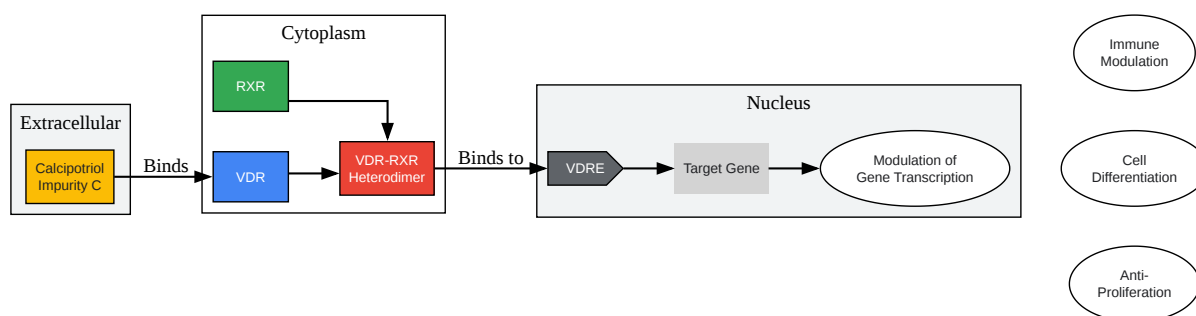 Extracellular
Calcipotriol
Impurity C
Binds
Cytoplasm
RXR
VDR
VDR-RXR
Heterodimer
Binds to
Nucleus
VDRE
Target Gene
Modulation of
Gene Transcription
Immune
Modulation
Cell
Differentiation
Anti-
Proliferation